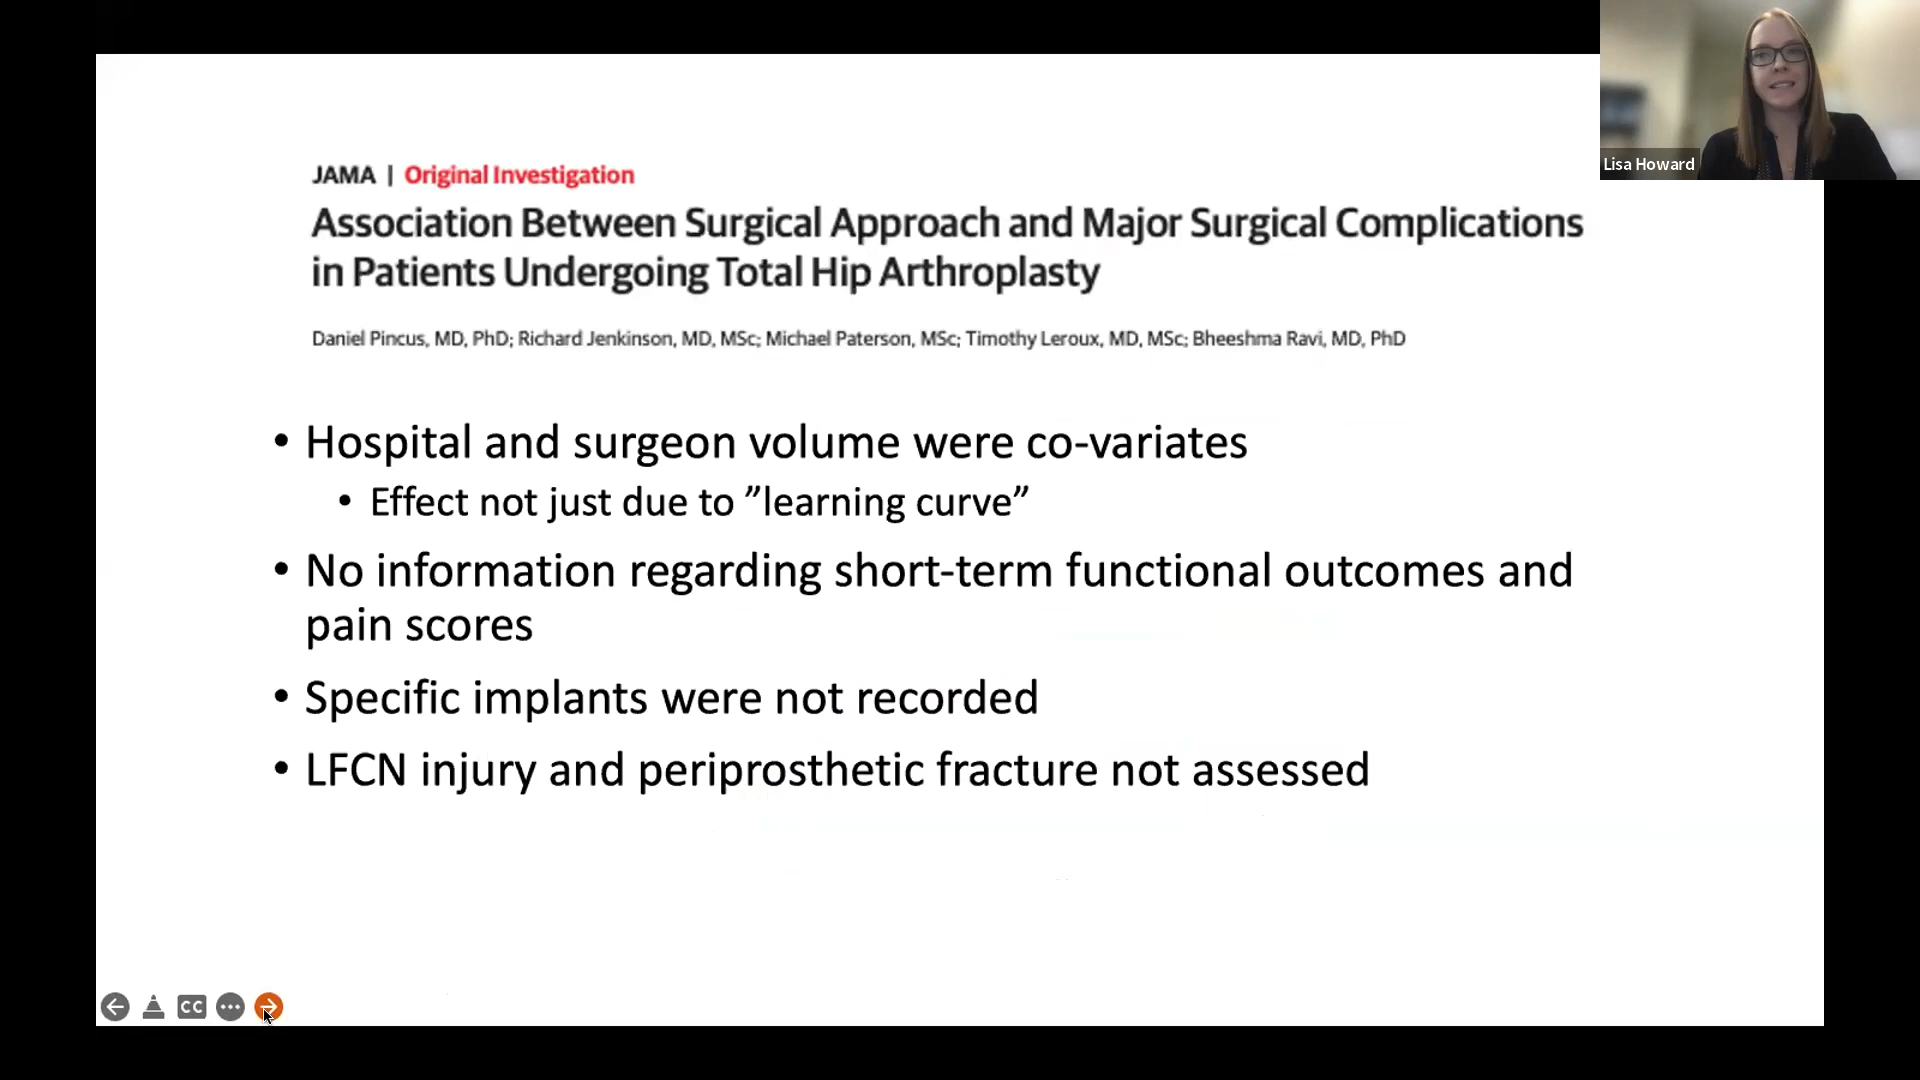 Lisa Howard
JAMA | Original Investigation
Association Between Surgical Approach and Major Surgical Complications
in Patients Undergoing Total Hip Arthroplasty
Daniel Pincus, MD, PhD; Richard Jenkinson, MD, MSc; Michael Paterson, MSc; Timothy Leroux, MD, MSc; Bheeshma Ravi, MD, PhD
• Hospital and surgeon volume were co-variates
• Effect not just due to ”learning curve”
• No information regarding short-term functional outcomes and
pain scores
• Specific implants were not recorded
• LFCN injury and periprosthetic fracture not assessed
CC